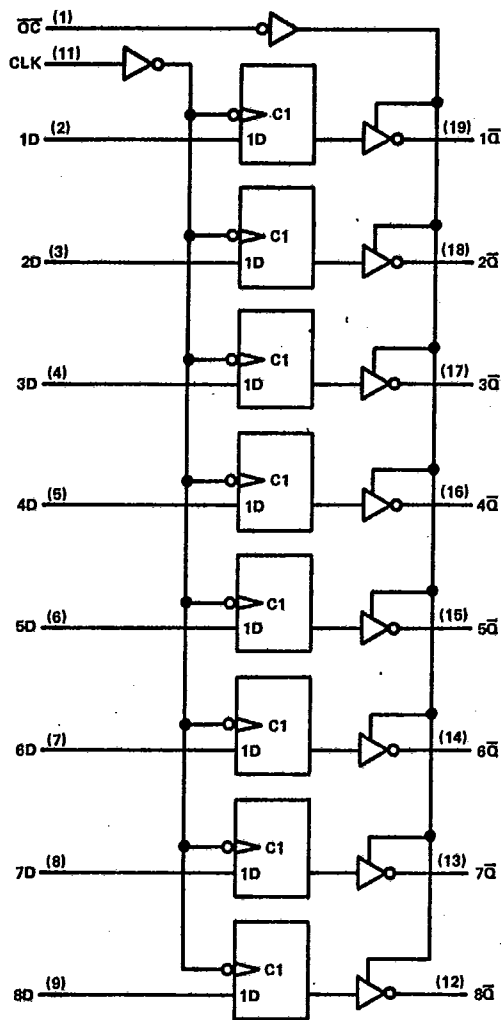 O̅C̅ (1)
CLK (11)
C1
1D (2) 1D (19) 1Q̅
C1
2D (3) 1D (18) 2Q̅
C1
3D (4) 1D (17) 3Q̅
C1
4D (5) 1D (16) 4Q̅
C1
5D (6) 1D (15) 5Q̅
C1
6D (7) 1D (14) 6Q̅
C1
7D (8) 1D (13) 7Q̅
C1
8D (9) 1D (12) 8Q̅